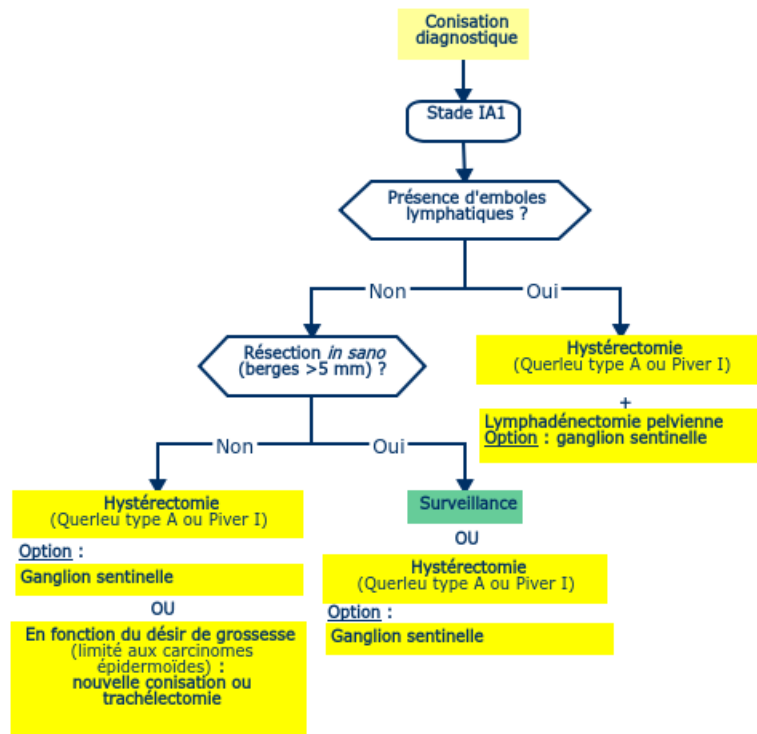 Conisation
diagnostique
Stade IA1
Présence d'emboles
lymphatiques ?
Non
Oui
Résection in sano
(berges >5 mm) ?
Hystérectomie
(Querleu type A ou Piver I)
+
Lymphadénectomie pelvienne
Option : ganglion sentinelle
Non
Oui
Hystérectomie
(Querleu type A ou Piver I)
Option :
Ganglion sentinelle
OU
En fonction du désir de grossesse
(limité aux carcinomes
épidermoïdes) :
nouvelle conisation ou
trachélectomie
Surveillance
OU
Hystérectomie
(Querleu type A ou Piver I)
Option :
Ganglion sentinelle